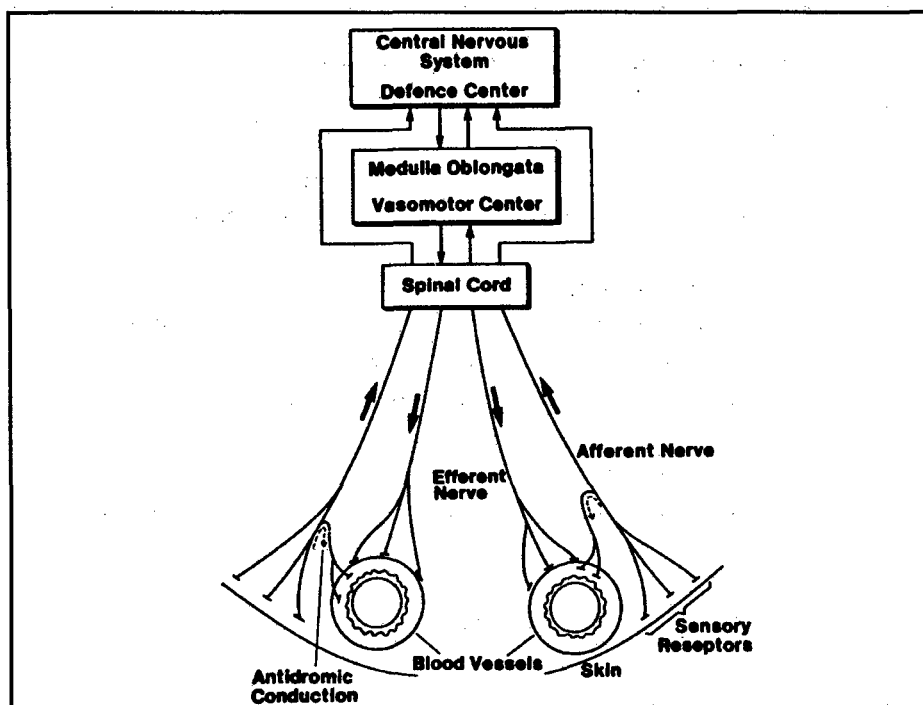 Central Nervous
System
Defence Center
Medulla Oblongata
Vasomotor Center
Spinal Cord
Afferent Nerve
Efferent
Nerve
Sensory
Reseptors
Blood Vessels
Skin
Antidromic
Conduction